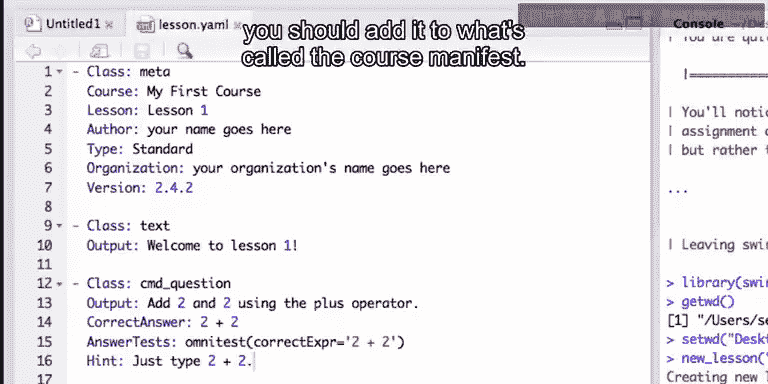 Untitled1
lesson.yaml
Console
you should add it to what's
called the course manifest.
1 - Class: meta
2 Course: My First Course
3 Lesson: Lesson 1
4 Author: your name goes here
5 Type: Standard
6 Organization: your organization's name goes here
7 Version: 2.4.2
8
9 - Class: text
10 Output: Welcome to lesson 1!
11
12 - Class: cmd_question
13 Output: Add 2 and 2 using the plus operator.
14 CorrectAnswer: 2 + 2
15 AnswerTests: omnitest(correctExpr='2 + 2')
16 Hint: Just type 2 + 2.
17
|=====================
| You'll notic
| assignment o
| but rather t
...
| Leaving swir
> library(swir
> getwd()
[1] "/Users/se
> setwd("Deskt
> new_lesson("
Creating new l